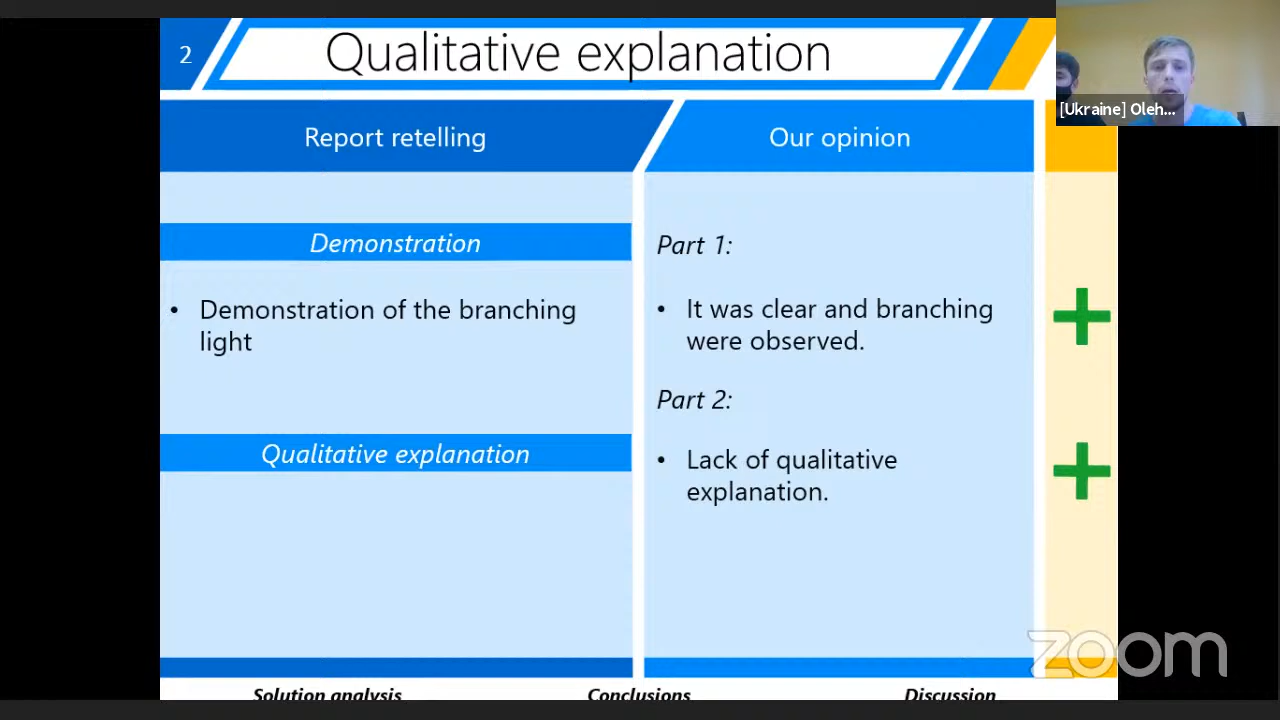 2
Qualitative explanation
[Ukraine] Oleh...
Report retelling
Our opinion
Demonstration
• Demonstration of the branching
light
Qualitative explanation
Part 1:
• It was clear and branching
were observed.
Part 2:
• Lack of qualitative
explanation.
zoom
Solution analysis
Conclusions
Discussion